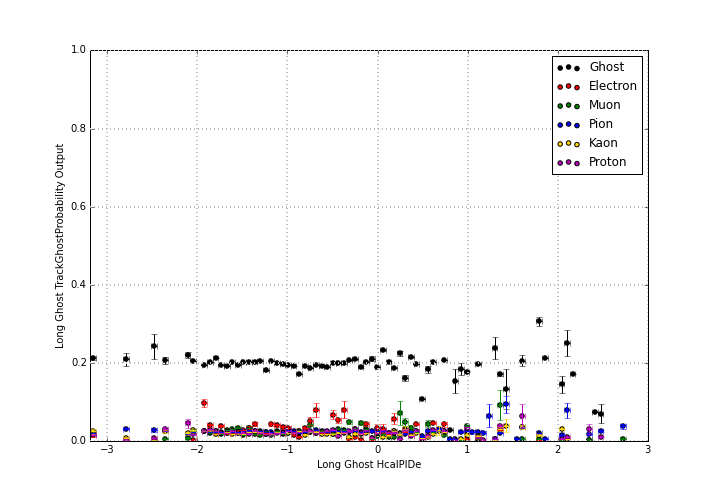 1.0
0.8
0.6
0.4
0.2
0.0
Long Ghost TrackGhostProbability Output
Ghost
Electron
Muon
Pion
Kaon
Proton
−3
−2
−1
0
1
2
3
Long Ghost HcalPIDe